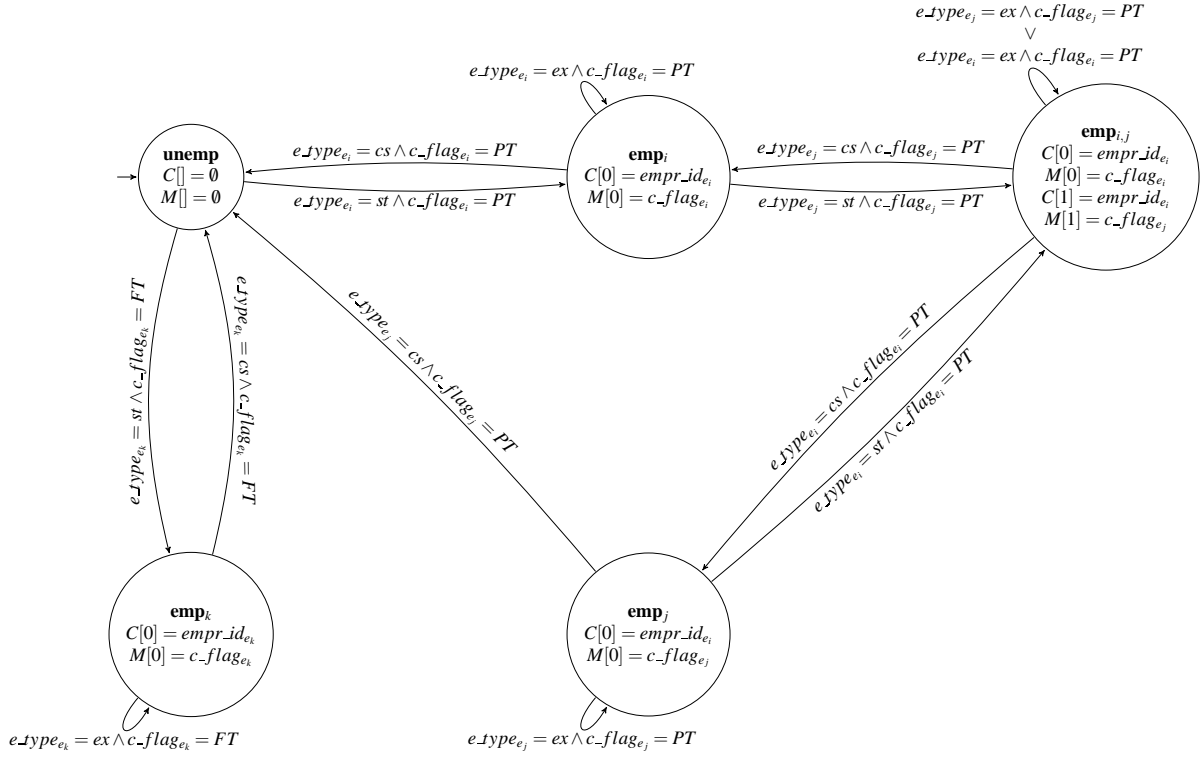 e_type_{e_j} = ex ∧ c_flag_{e_j} = PT
∨
e_type_{e_i} = ex ∧ c_flag_{e_i} = PT
e_type_{e_i} = ex ∧ c_flag_{e_i} = PT
unemp
C[] = ∅
M[] = ∅
e_type_{e_i} = cs ∧ c_flag_{e_i} = PT
e_type_{e_i} = st ∧ c_flag_{e_i} = PT
emp_i
C[0] = empr_id_{e_i}
M[0] = c_flag_{e_i}
e_type_{e_j} = cs ∧ c_flag_{e_j} = PT
e_type_{e_j} = st ∧ c_flag_{e_j} = PT
emp_{i,j}
C[0] = empr_id_{e_i}
M[0] = c_flag_{e_i}
C[1] = empr_id_{e_i}
M[1] = c_flag_{e_j}
e_type_{e_k} = st ∧ c_flag_{e_k} = FT
e_type_{e_k} = cs ∧ c_flag_{e_k} = FT
e_type_{e_j} = cs ∧ c_flag_{e_j} = PT
e_type_{e_i} = cs ∧ c_flag_{e_i} = PT
e_type_{e_i} = st ∧ c_flag_{e_i} = PT
emp_k
C[0] = empr_id_{e_k}
M[0] = c_flag_{e_k}
emp_j
C[0] = empr_id_{e_i}
M[0] = c_flag_{e_j}
e_type_{e_k} = ex ∧ c_flag_{e_k} = FT
e_type_{e_j} = ex ∧ c_flag_{e_j} = PT